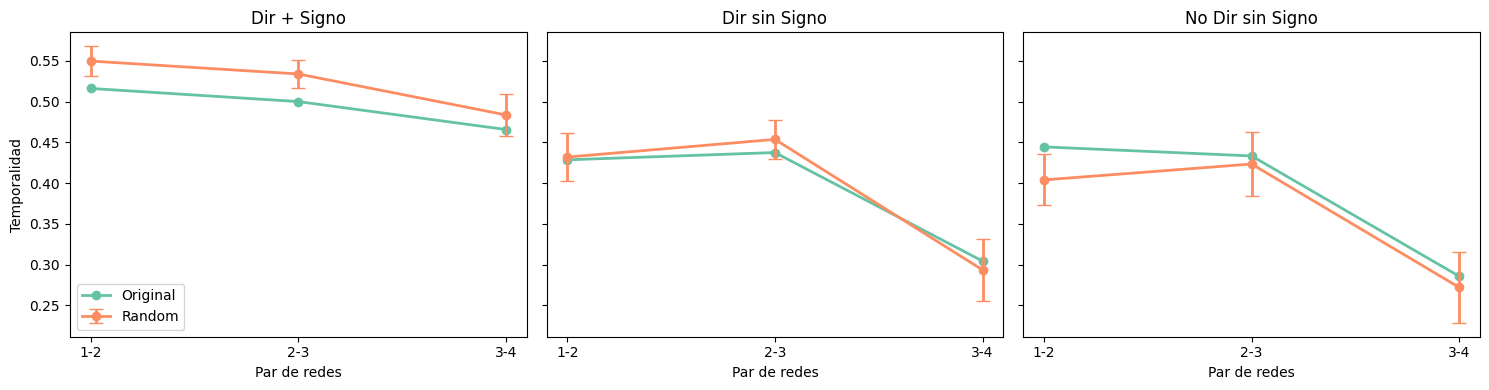 Dir + Signo
Dir sin Signo
No Dir sin Signo
Temporalidad
0.55
0.50
0.45
0.40
0.35
0.30
0.25
Original
Random
1-2
2-3
3-4
Par de redes
1-2
2-3
3-4
Par de redes
1-2
2-3
3-4
Par de redes